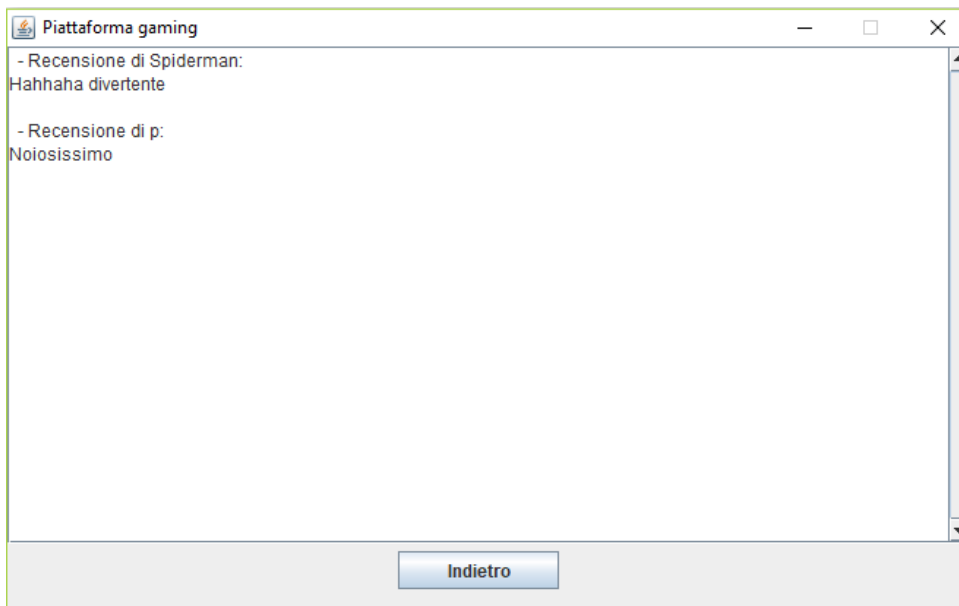 Piattaforma gaming
- Recensione di Spiderman:
Hahhaha divertente
- Recensione di p:
Noiosissimo
Indietro